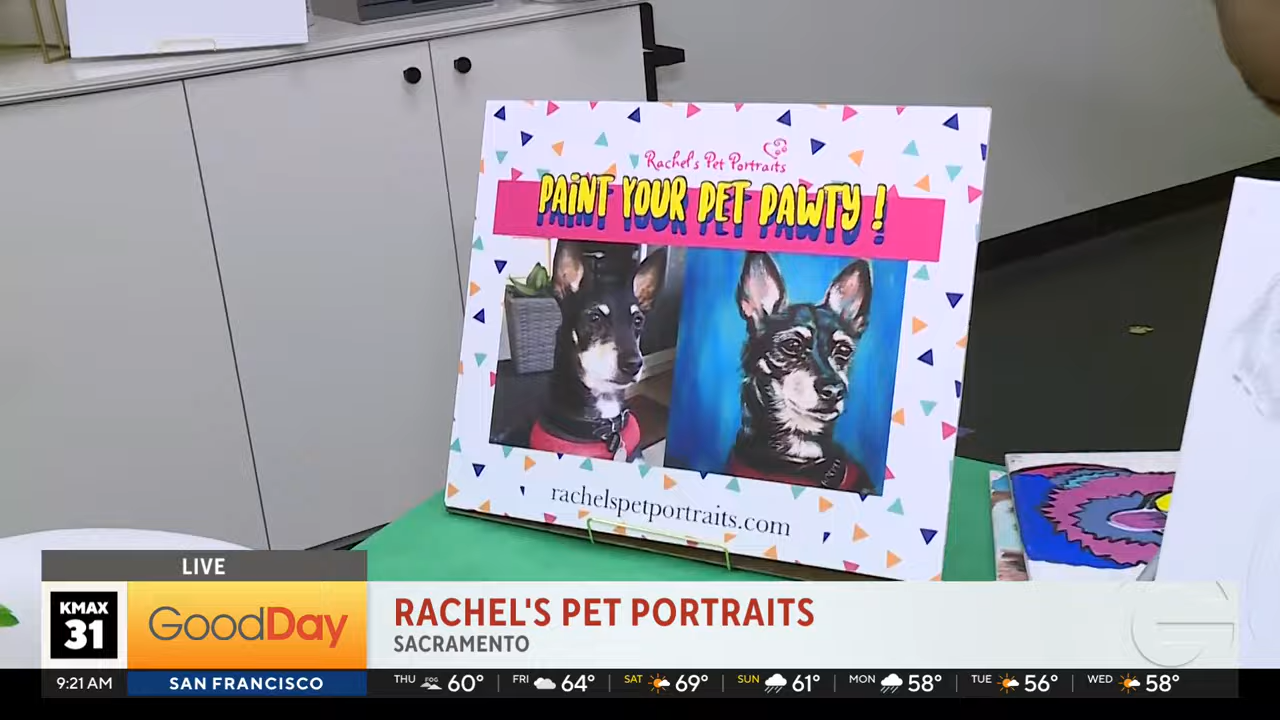 Rachel's Pet Portraits
PAiNT YOUR PET PAWTY !
rachelspetportraits.com
LIVE
KMAX
31
GoodDay
RACHEL'S PET PORTRAITS
SACRAMENTO
9:21 AM
SAN FRANCISCO
THU FOG 60° FRI 64° SAT 69° SUN 61° MON 58° TUE 56° WED 58°